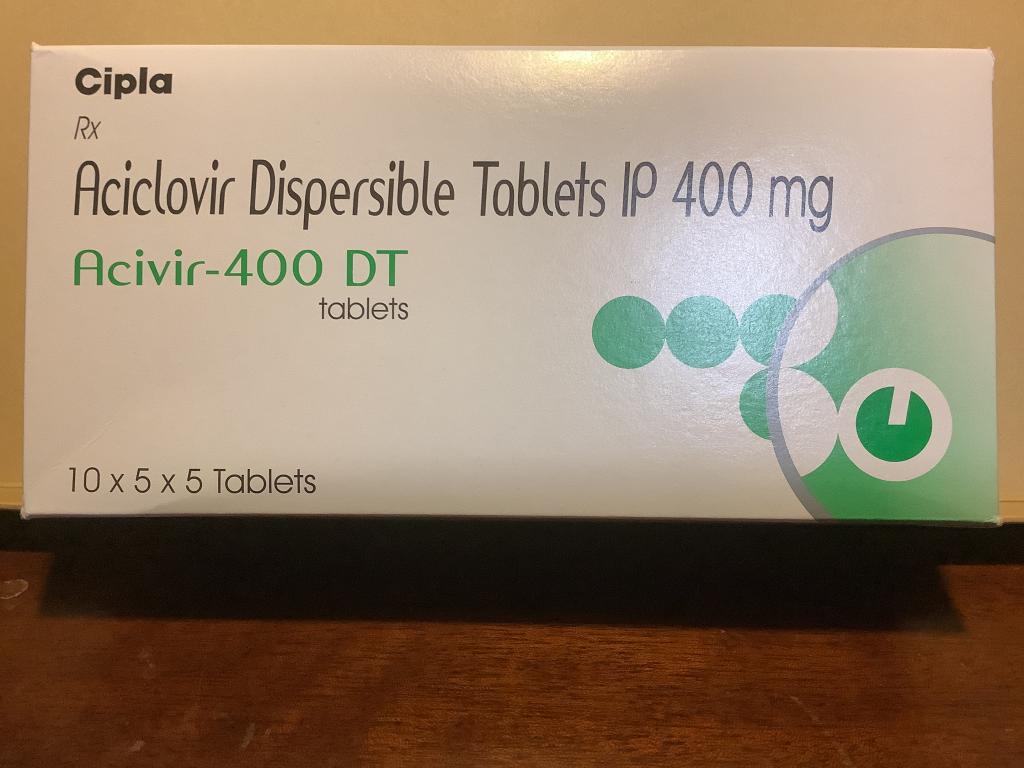 Cipla
Rx
Aciclovir Dispersible Tablets IP 400 mg
Acivir-400 DT
tablets
10 x 5 x 5 Tablets